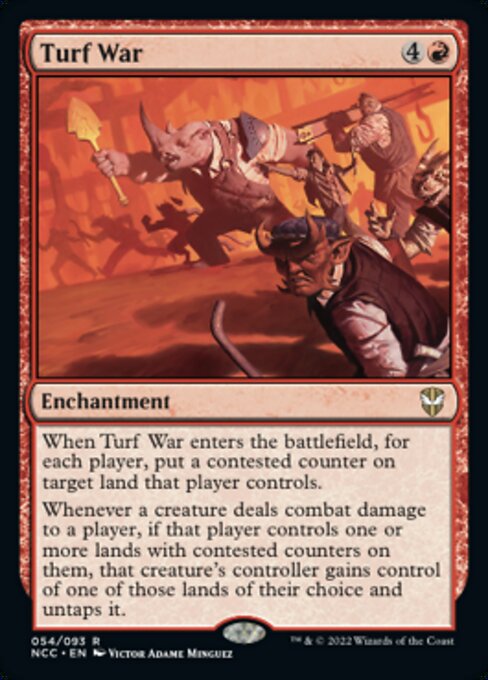 Turf War 4
Enchantment
When Turf War enters the battlefield, for
each player, put a contested counter on
target land that player controls.
Whenever a creature deals combat damage
to a player, if that player controls one or
more lands with contested counters on
them, that creature's controller gains control
of one of those lands of their choice and
untaps it.
054/093 R
NCC • EN Victor Adame Minguez
™ & © 2022 Wizards of the Coast